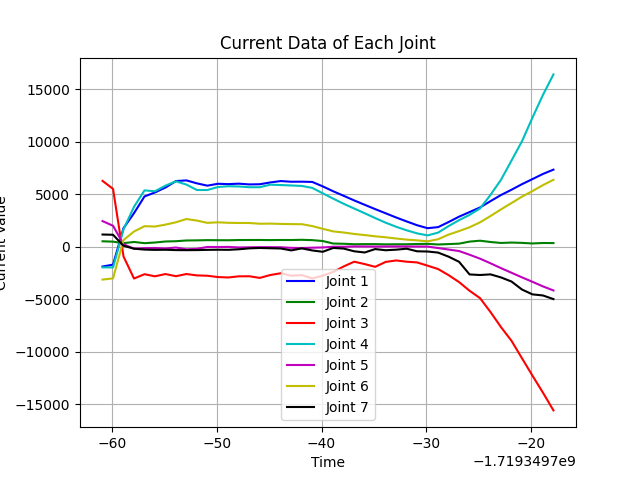 Current Data of Each Joint
15000
10000
5000
0
−5000
−10000
−15000
Current Value
Joint 1
Joint 2
Joint 3
Joint 4
Joint 5
Joint 6
Joint 7
−60
−50
−40
−30
−20
Time
−1.7193497e9